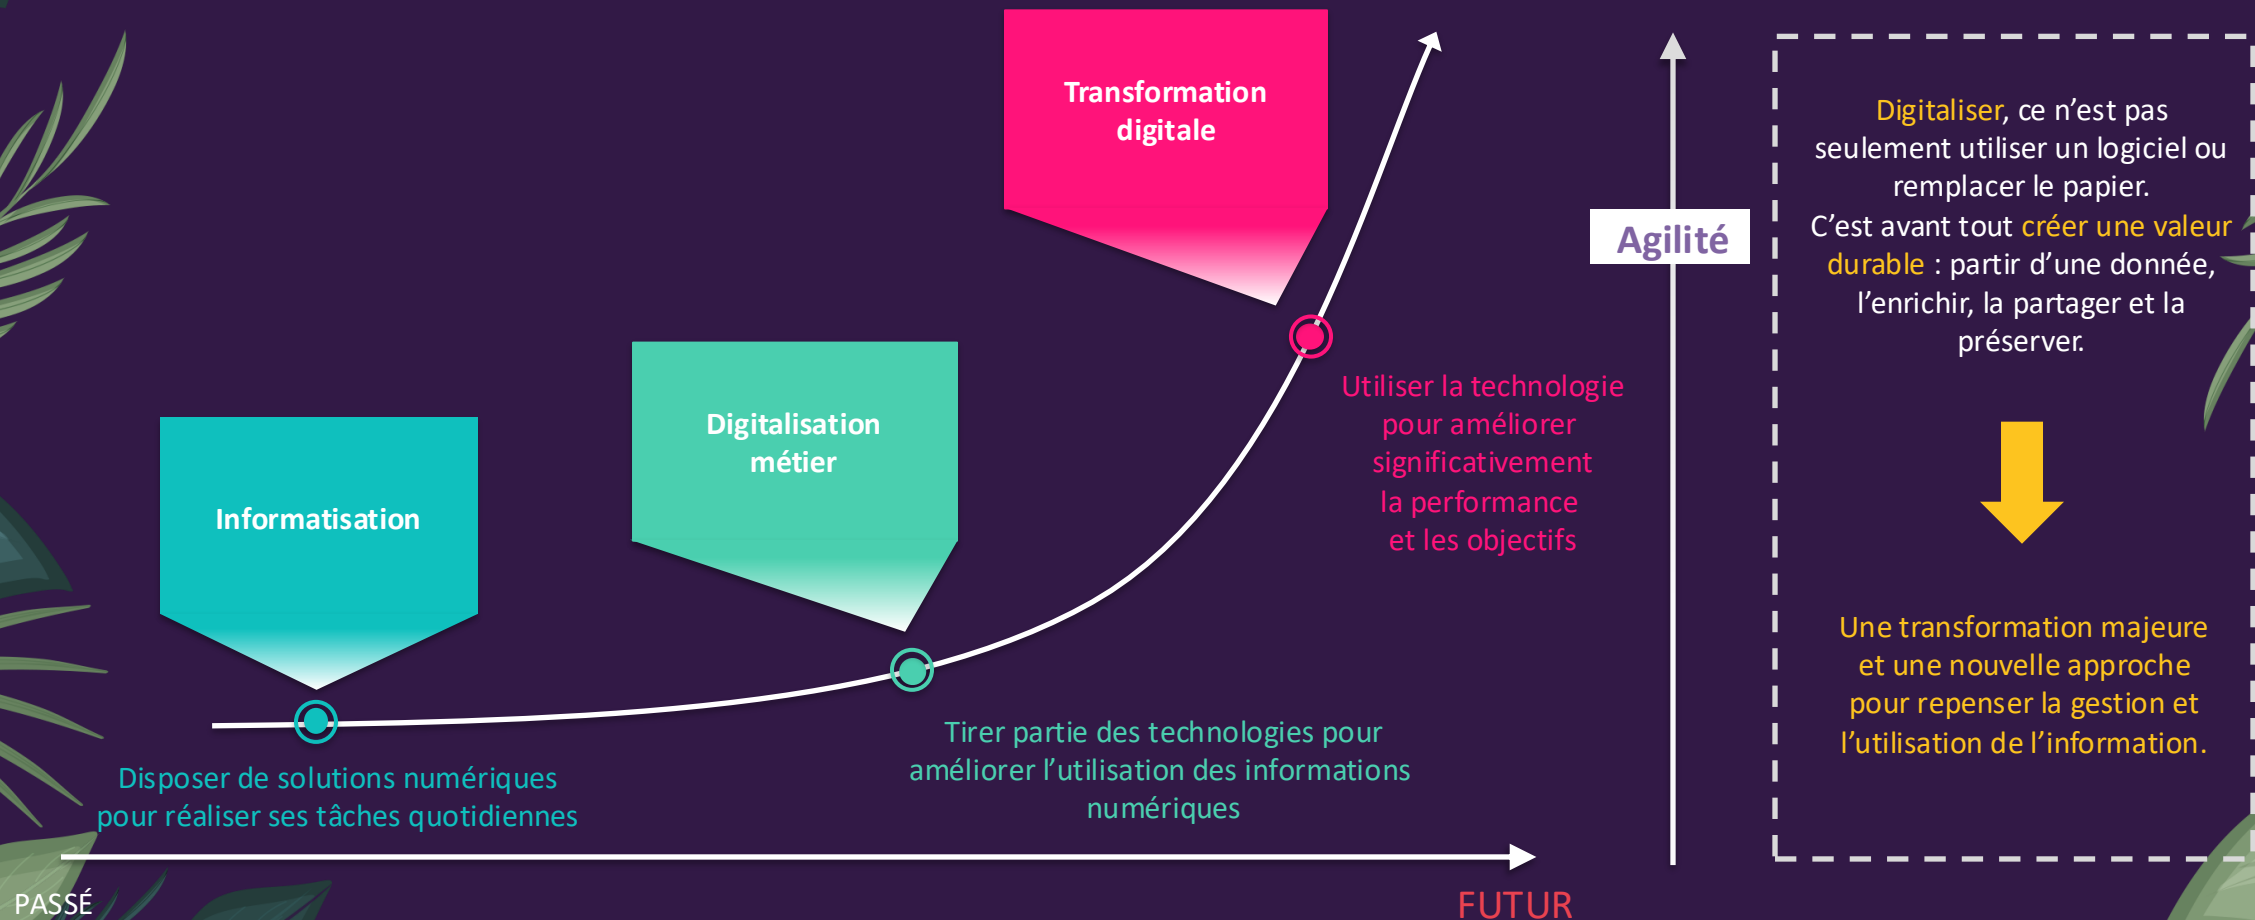 Transformation
digitale
Digitalisation
métier
Informatisation
Disposer de solutions numériques
pour réaliser ses tâches quotidiennes
Tirer partie des technologies pour
améliorer l’utilisation des informations
numériques
Utiliser la technologie
pour améliorer
significativement
la performance
et les objectifs
PASSÉ
FUTUR
Agilité
Digitaliser, ce n’est pas
seulement utiliser un logiciel ou
remplacer le papier.
C’est avant tout créer une valeur
durable : partir d’une donnée,
l’enrichir, la partager et la
préserver.
Une transformation majeure
et une nouvelle approche
pour repenser la gestion et
l’utilisation de l’information.